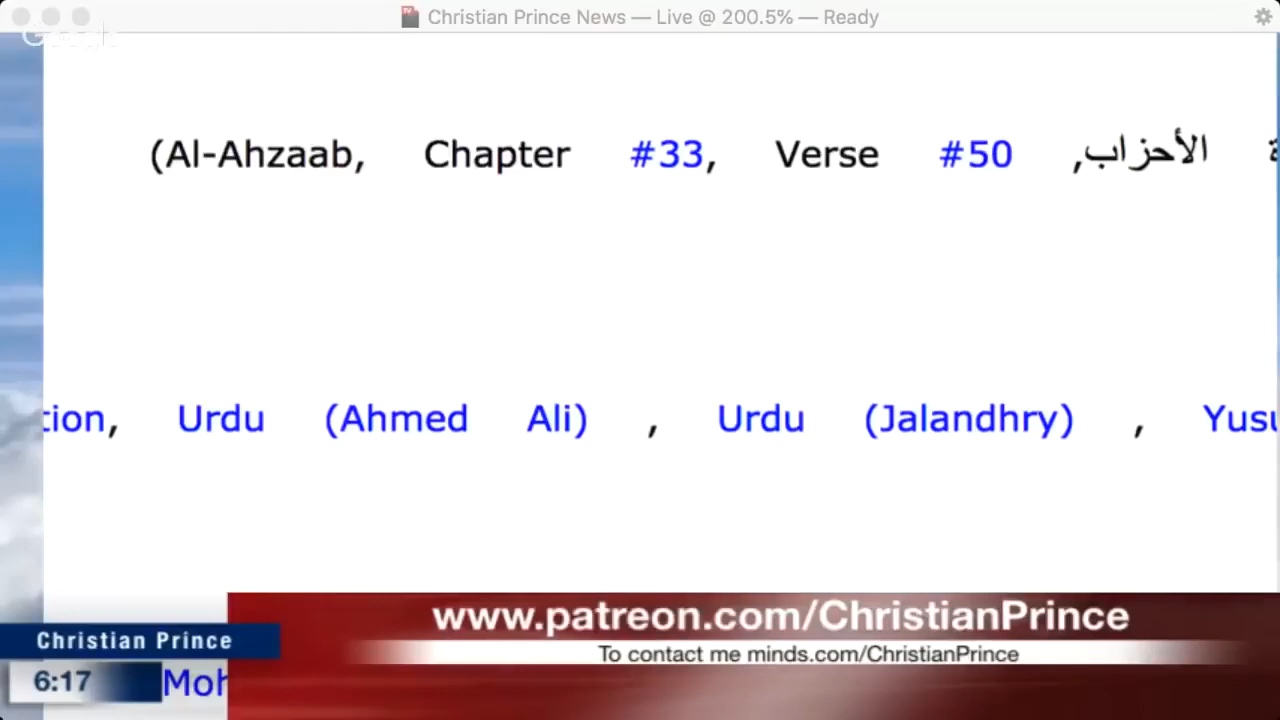 Christian Prince News — Live @ 200.5% — Ready
Google
(Al-Ahzaab, Chapter #33, Verse #50 الأحزاب,
tion, Urdu (Ahmed Ali) , Urdu (Jalandhry) , Yusu
www.patreon.com/ChristianPrince
Christian Prince
To contact me minds.com/ChristianPrince
6:17
Moh